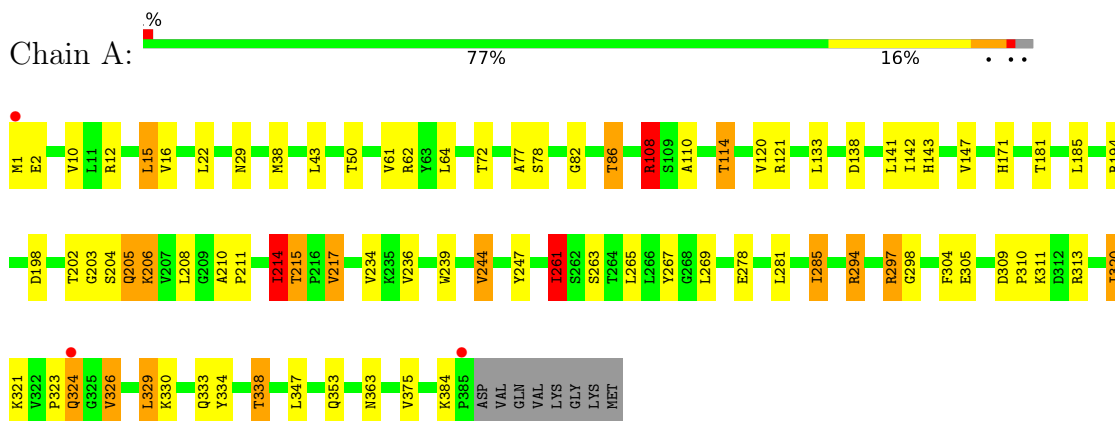 .%
Chain A:
77% 16% . . .
M1 E2 V10 L11 R12 L15 V16 L22 N29 M38 L43 T50 V61 R62 Y63 L64 T72 A77 S78 G82 T86 R108 S109 A110 T114 V120 R121 L133 D138 L141 I142 H143 V147 H171 T181 L185
D198 T202 G203 S204 Q205 K206 V207 L208 G209 A210 P211 I214 T215 P216 V217 V234 K235 V236 W239 V244 Y247 I261 S262 S263 T264 L265 L266 Y267 G268 L269 E278 L281 I285 R294 R297 G298 F304 E305 D309 P310 K311 D312 R313
K321 V322 P323 Q324 G325 V326 L329 K330 Q333 Y334 T338 L347 Q353 N363 V375 K384 P385 ASP VAL GLN VAL LYS GLY LYS MET